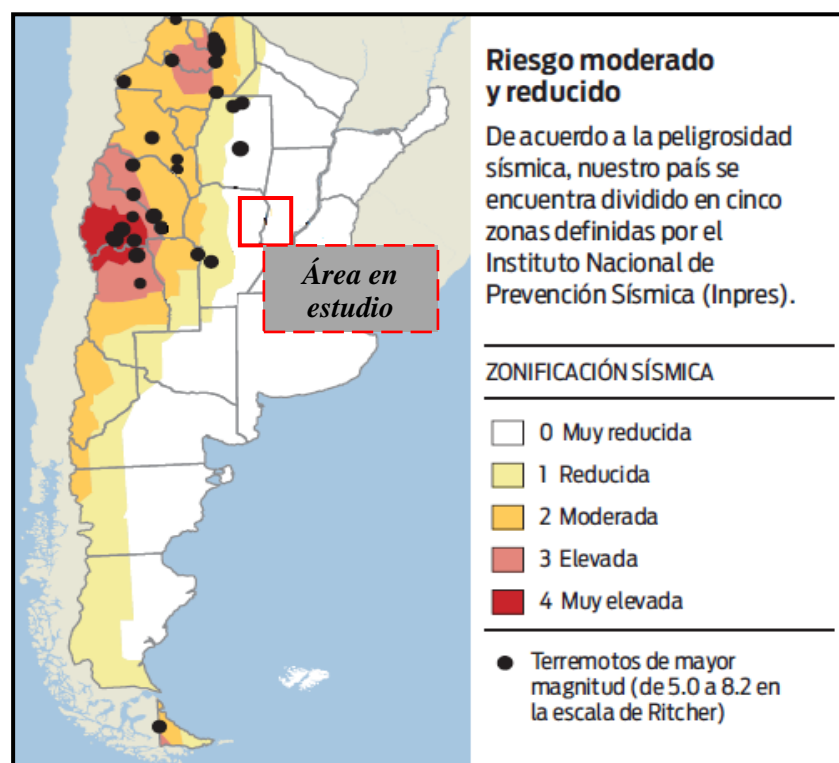 Área en
estudio
Riesgo moderado
y reducido
De acuerdo a la peligrosidad
sísmica, nuestro país se
encuentra dividido en cinco
zonas definidas por el
Instituto Nacional de
Prevención Sísmica (Inpres).
ZONIFICACIÓN SÍSMICA
0 Muy reducida
1 Reducida
2 Moderada
3 Elevada
4 Muy elevada
Terremotos de mayor
magnitud (de 5.0 a 8.2 en
la escala de Ritcher)